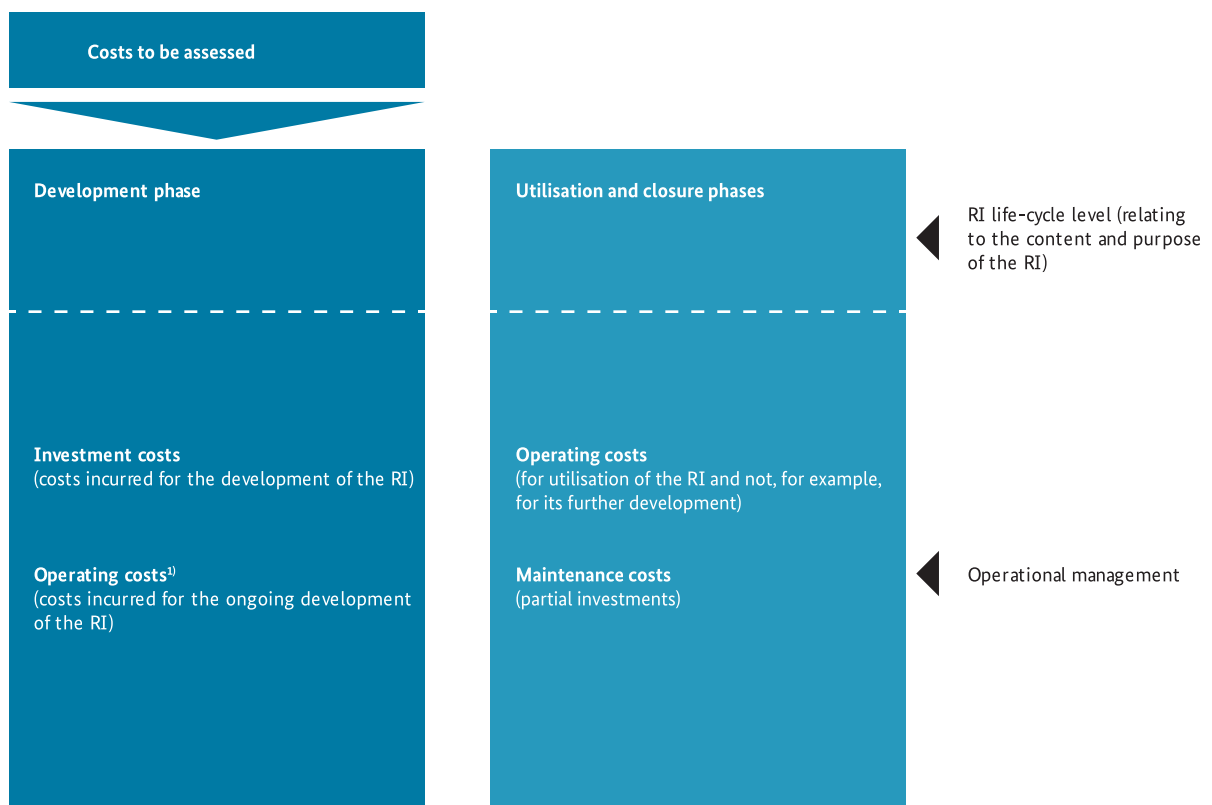 Costs to be assessed
Development phase
Utilisation and closure phases
RI life-cycle level (relating
to the content and purpose
of the RI)
Investment costs
(costs incurred for the development of the RI)
Operating costs
(for utilisation of the RI and not, for example,
for its further development)
Operating costs¹⁾
(costs incurred for the ongoing development
of the RI)
Maintenance costs
(partial investments)
Operational management